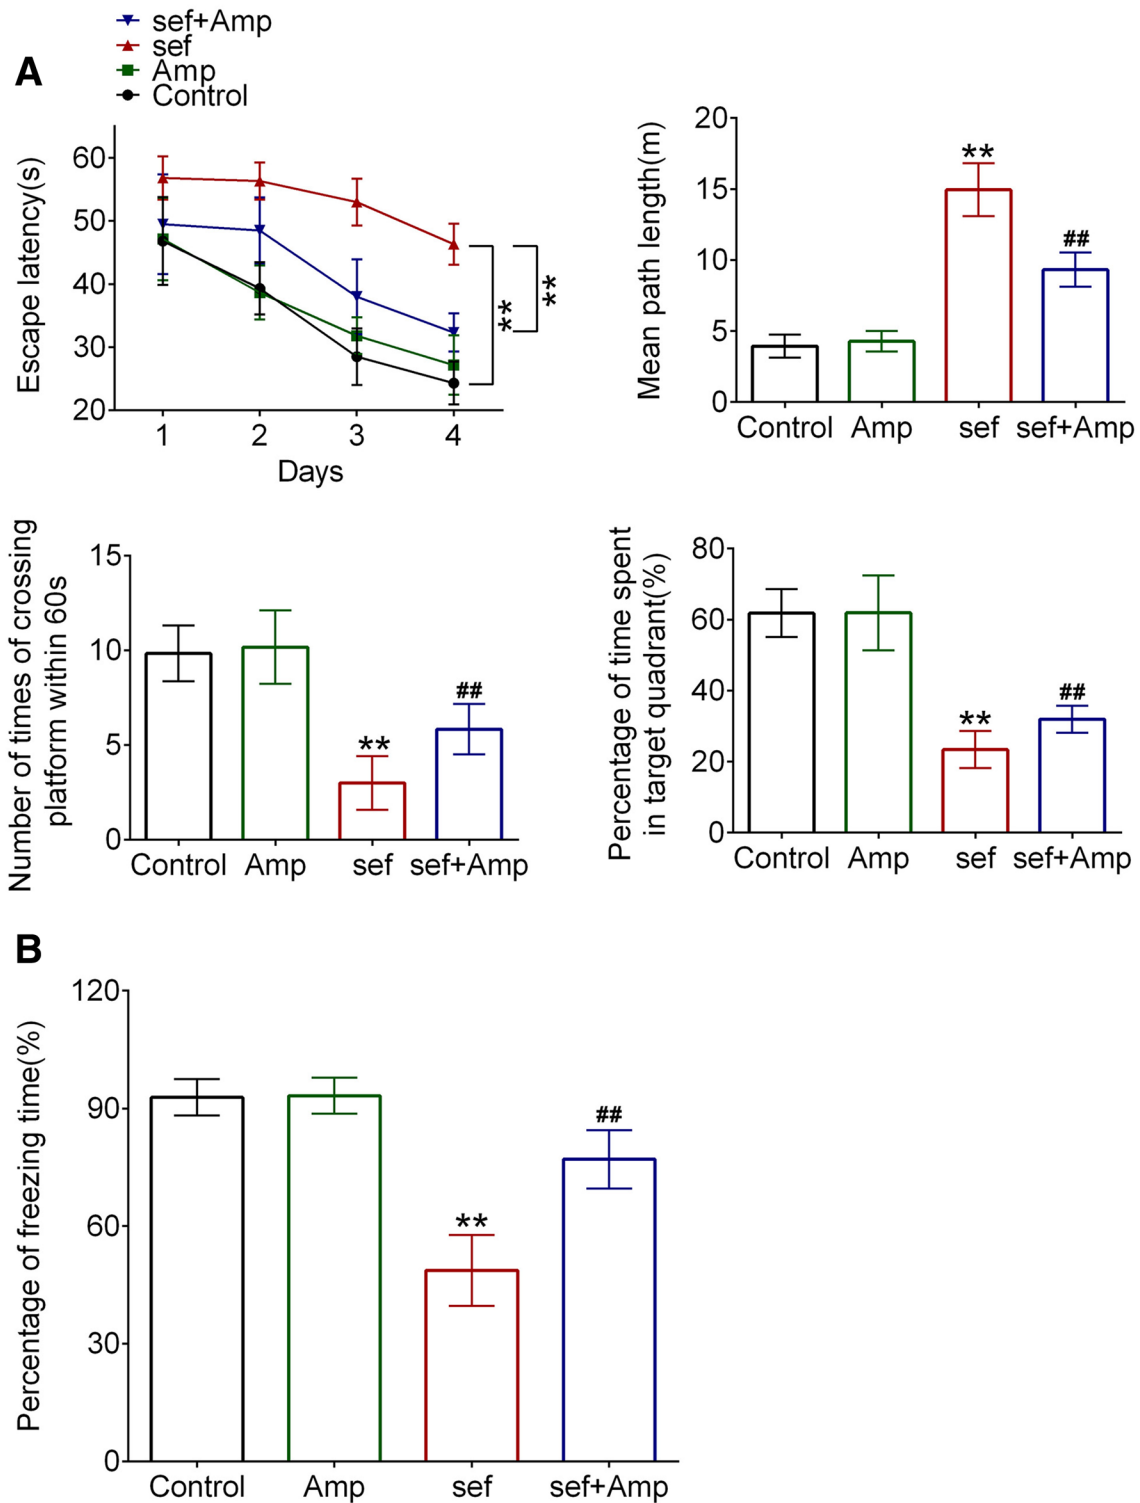 A
sef+Amp
sef
Amp
Control
Escape latency(s)
60
50
40
30
20
1 2 3 4
Days
**
**
Mean path length(m)
20
15
10
5
0
**
##
Control Amp sef sef+Amp
Number of times of crossing
platform within 60s
15
10
5
0
**
##
Control Amp sef sef+Amp
Percentage of time spent
in target quadrant(%)
80
60
40
20
0
**
##
Control Amp sef sef+Amp
B
Percentage of freezing time(%)
120
90
60
30
0
**
##
Control Amp sef sef+Amp